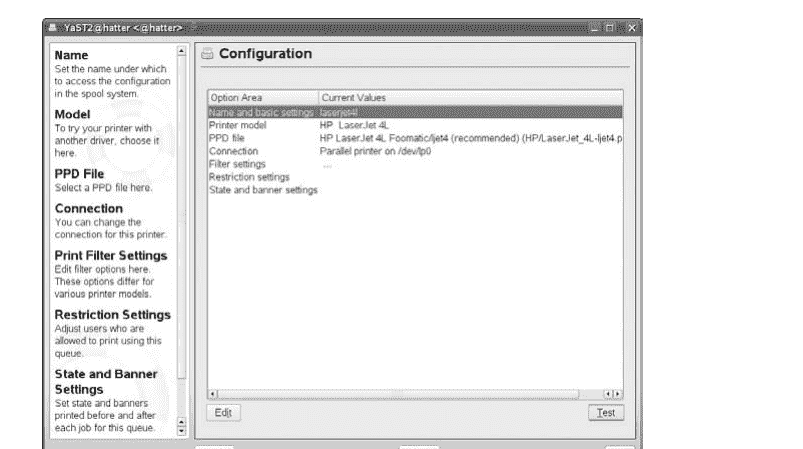 YaST2@hatter <@hatter>
Name
Set the name under which
to access the configuration
in the spool system.
Model
To try your printer with
another driver, choose it
here.
PPD File
Select a PPD file here.
Connection
You can change the
connection for this printer.
Print Filter Settings
Edit filter options here.
These options differ for
various printer models.
Restriction Settings
Adjust users who are
allowed to print using this
queue.
State and Banner
Settings
Set state and banners
printed before and after
each job for this queue.
Configuration
Option Area Current Values
Name and basic settings laserjet4l
Printer model HP LaserJet 4L
PPD file HP LaserJet 4L Foomatic/ljet4 (recommended) (HP/LaserJet_4L-ljet4.p
Connection Parallel printer on /dev/lp0
Filter settings ...
Restriction settings
State and banner settings
Edit
Test